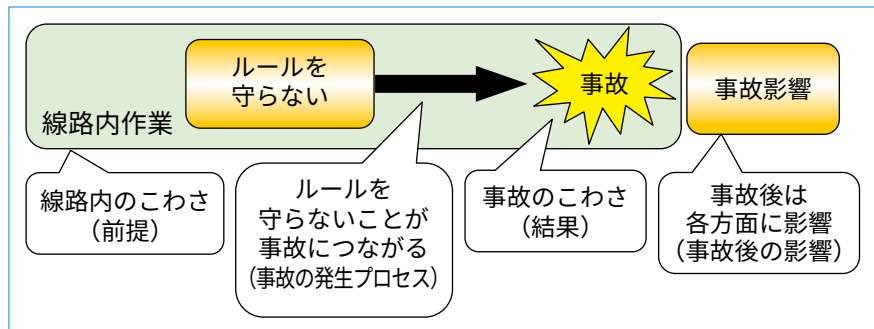 ルールを
守らない
事故
事故影響
線路内作業
線路内のこわさ
（前提）
ルールを
守らないことが
事故につながる
（事故の発生プロセス）
事故のこわさ
（結果）
事故後は
各方面に影響
（事故後の影響）